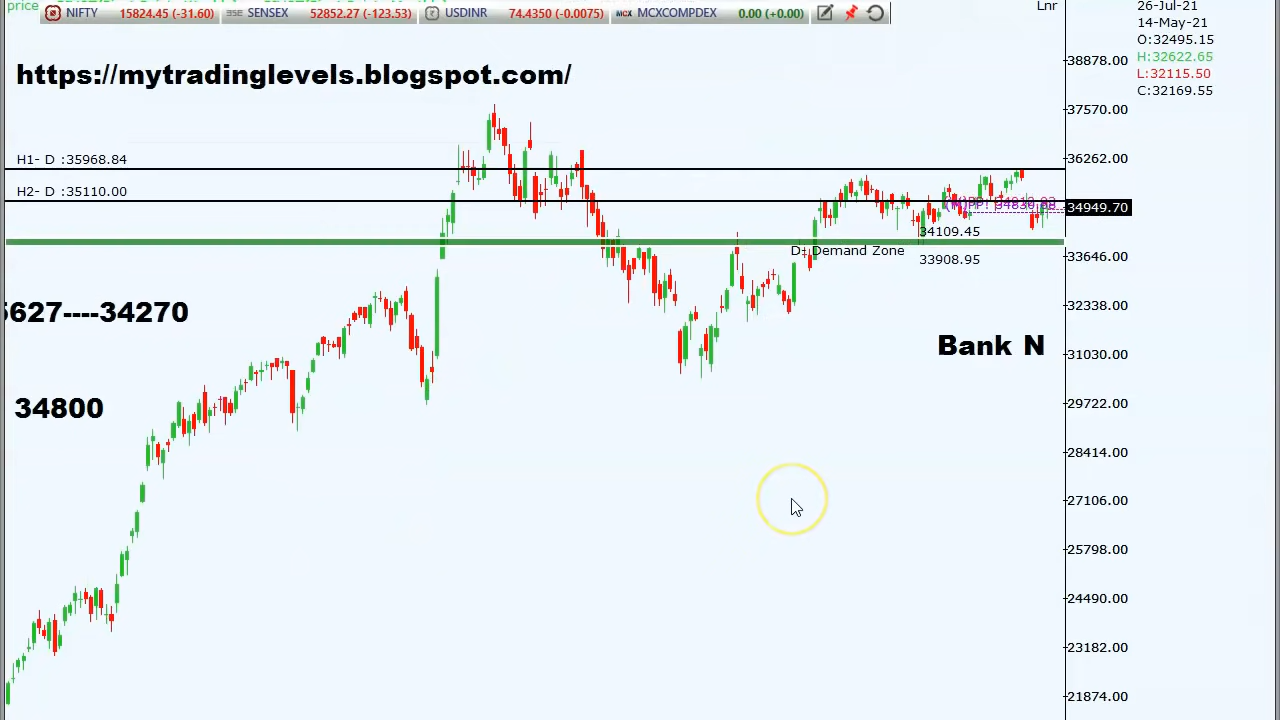 price
NIFTY 15824.45 (-31.60) BSE SENSEX 52852.27 (-123.53) USDINR 74.4350 (-0.0075) MCX MCXCOMPDEX 0.00 (+0.00)
Lnr
26-Jul-21
14-May-21
O:32495.15
H:32622.65
L:32115.50
C:32169.55
https://mytradinglevels.blogspot.com/
H1- D :35968.84
H2- D :35110.00
34109.45
D- Demand Zone
33908.95
5627----34270
Bank N
34800
38878.00
37570.00
36262.00
34949.70
33646.00
32338.00
31030.00
29722.00
28414.00
27106.00
25798.00
24490.00
23182.00
21874.00